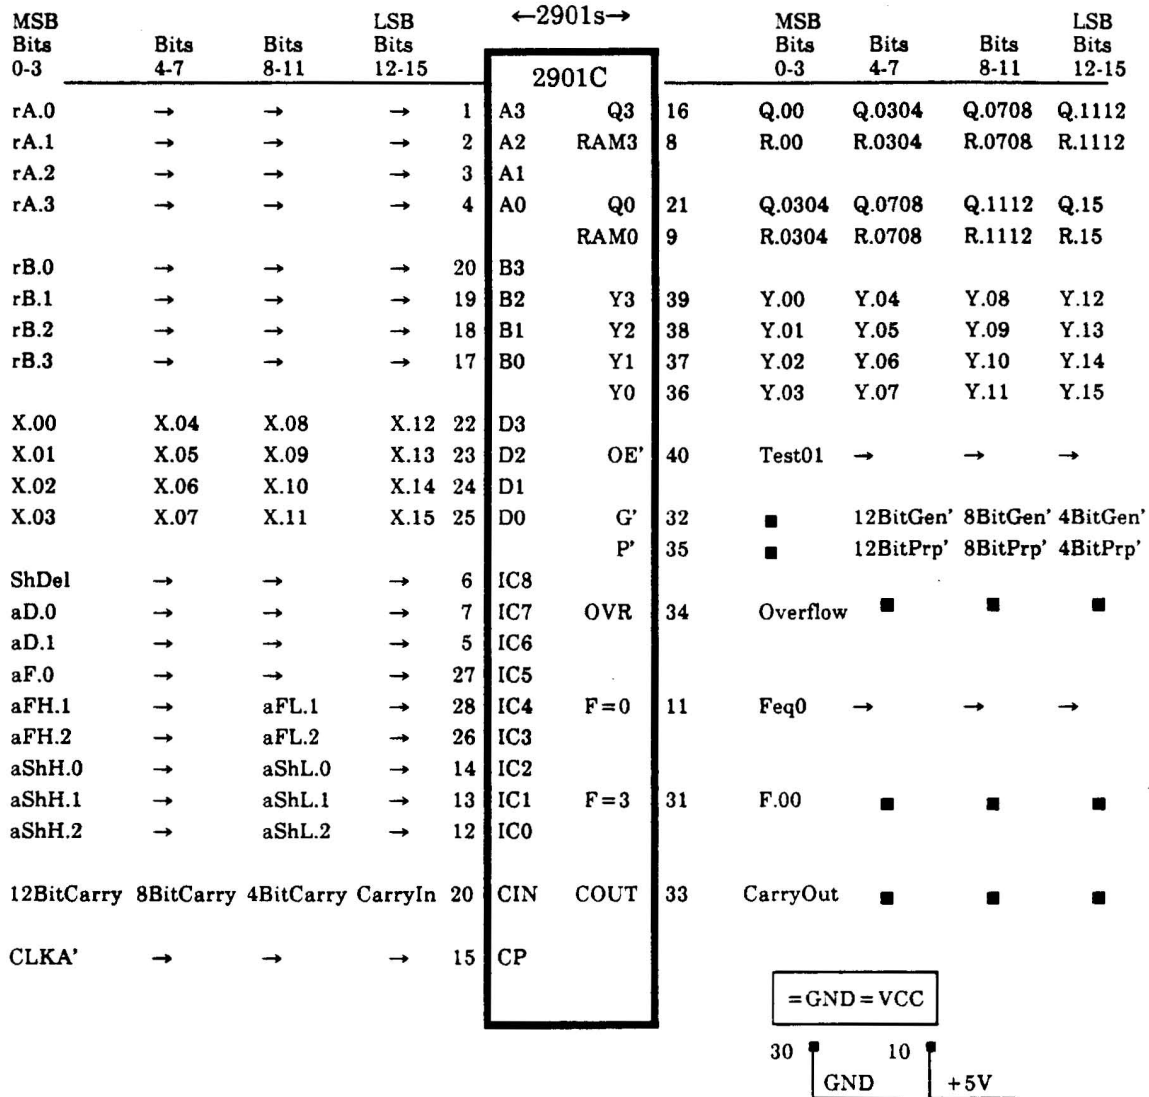 MSB LSB ←2901s→ MSB LSB
Bits Bits Bits Bits Bits Bits Bits Bits
0-3 4-7 8-11 12-15 2901C 0-3 4-7 8-11 12-15
rA.0 → → → 1 A3 Q3 16 Q.00 Q.0304 Q.0708 Q.1112
rA.1 → → → 2 A2 RAM3 8 R.00 R.0304 R.0708 R.1112
rA.2 → → → 3 A1
rA.3 → → → 4 A0 Q0 21 Q.0304 Q.0708 Q.1112 Q.15
RAM0 9 R.0304 R.0708 R.1112 R.15
rB.0 → → → 20 B3
rB.1 → → → 19 B2 Y3 39 Y.00 Y.04 Y.08 Y.12
rB.2 → → → 18 B1 Y2 38 Y.01 Y.05 Y.09 Y.13
rB.3 → → → 17 B0 Y1 37 Y.02 Y.06 Y.10 Y.14
Y0 36 Y.03 Y.07 Y.11 Y.15
X.00 X.04 X.08 X.12 22 D3
X.01 X.05 X.09 X.13 23 D2 OE' 40 Test01 → → →
X.02 X.06 X.10 X.14 24 D1
X.03 X.07 X.11 X.15 25 D0 G' 32 ■ 12BitGen' 8BitGen' 4BitGen'
P' 35 ■ 12BitPrp' 8BitPrp' 4BitPrp'
ShDel → → → 6 IC8
aD.0 → → → 7 IC7 OVR 34 Overflow ■ ■ ■
aD.1 → → → 5 IC6
aF.0 → → → 27 IC5
aFH.1 → aFL.1 → 28 IC4 F=0 11 Feq0 → → →
aFH.2 → aFL.2 → 26 IC3
aShH.0 → aShL.0 → 14 IC2
aShH.1 → aShL.1 → 13 IC1 F=3 31 F.00 ■ ■ ■
aShH.2 → aShL.2 → 12 IC0
12BitCarry 8BitCarry 4BitCarry CarryIn 20 CIN COUT 33 CarryOut ■ ■ ■
CLKA' → → → 15 CP
=GND=VCC
30 10
GND +5V